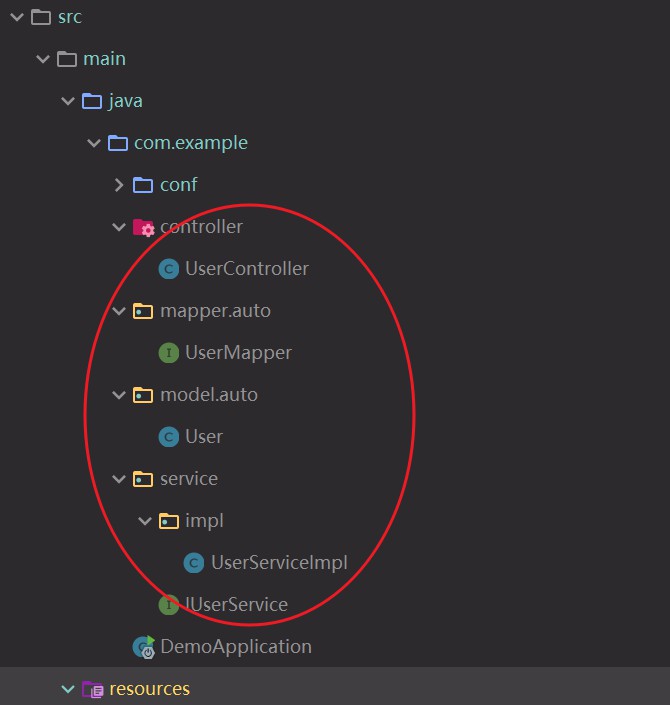 src
main
java
com.example
conf
controller
UserController
mapper.auto
UserMapper
model.auto
User
service
impl
UserServiceImpl
IUserService
DemoApplication
resources